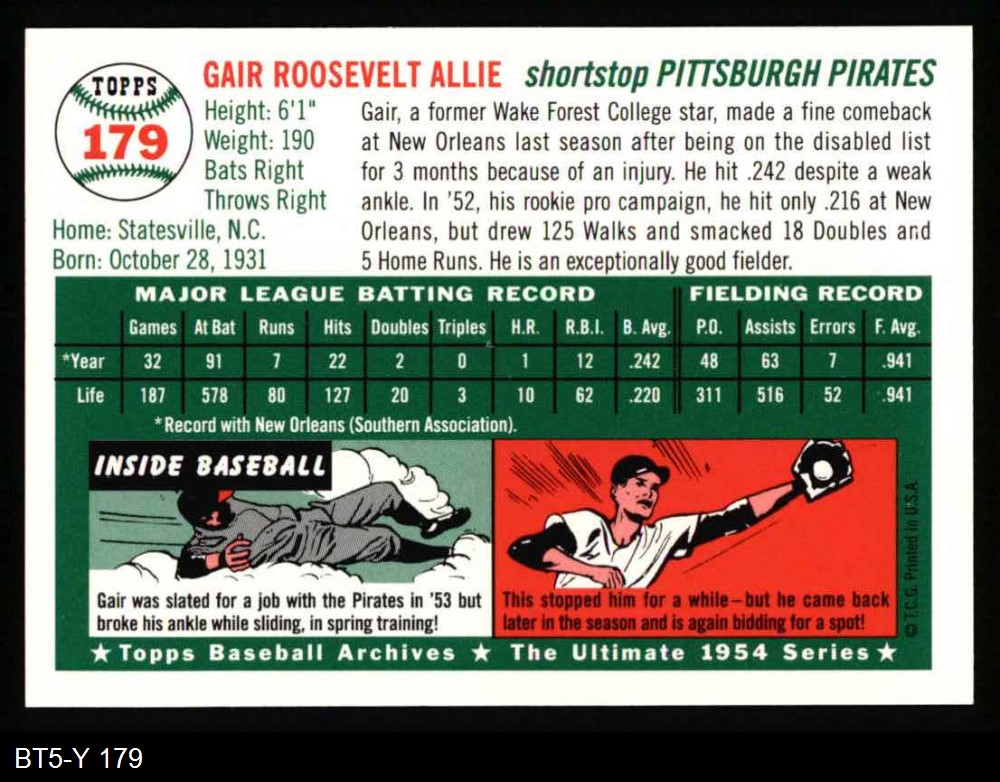 TOPPS
179
GAIR ROOSEVELT ALLIE shortstop PITTSBURGH PIRATES
Height: 6'1"
Weight: 190
Bats Right
Throws Right
Home: Statesville, N.C.
Born: October 28, 1931
Gair, a former Wake Forest College star, made a fine comeback
at New Orleans last season after being on the disabled list
for 3 months because of an injury. He hit .242 despite a weak
ankle. In '52, his rookie pro campaign, he hit only .216 at New
Orleans, but drew 125 Walks and smacked 18 Doubles and
5 Home Runs. He is an exceptionally good fielder.
MAJOR LEAGUE BATTING RECORD FIELDING RECORD
Games At Bat Runs Hits Doubles Triples H.R. R.B.I. B. Avg. P.O. Assists Errors F. Avg.
*Year 32 91 7 22 2 0 1 12 .242 48 63 7 .941
Life 187 578 80 127 20 3 10 62 .220 311 516 52 .941
*Record with New Orleans (Southern Association).
INSIDE BASEBALL
Gair was slated for a job with the Pirates in '53 but
broke his ankle while sliding, in spring training!
This stopped him for a while—but he came back
later in the season and is again bidding for a spot!
© T.C.G. Printed in U.S.A.
★ Topps Baseball Archives ★ The Ultimate 1954 Series ★
BT5-Y 179